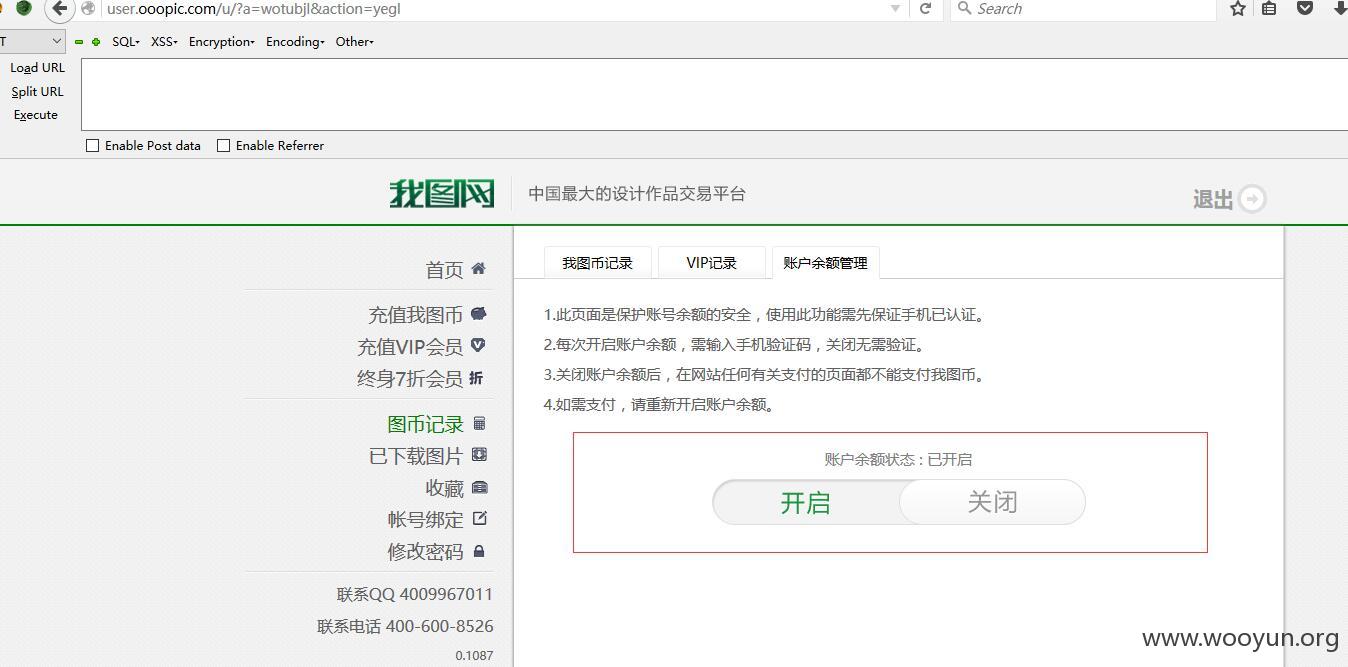 user.ooopic.com/u/?a=wotubjl&action=yegl
Search
T
SQL XSS Encryption Encoding Other
Load URL
Split URL
Execute
Enable Post data Enable Referrer
我图网 中国最大的设计作品交易平台 退出
首页
充值我图币
充值VIP会员
终身7折会员 折
图币记录
已下载图片
收藏
帐号绑定
修改密码
联系QQ 4009967011
联系电话 400-600-8526
0.1087
我图币记录 VIP记录 账户余额管理
1.此页面是保护账号余额的安全，使用此功能需先保证手机已认证。
2.每次开启账户余额，需输入手机验证码，关闭无需验证。
3.关闭账户余额后，在网站任何有关支付的页面都不能支付我图币。
4.如需支付，请重新开启账户余额。
账户余额状态 : 已开启
开启 关闭
www.wooyun.org